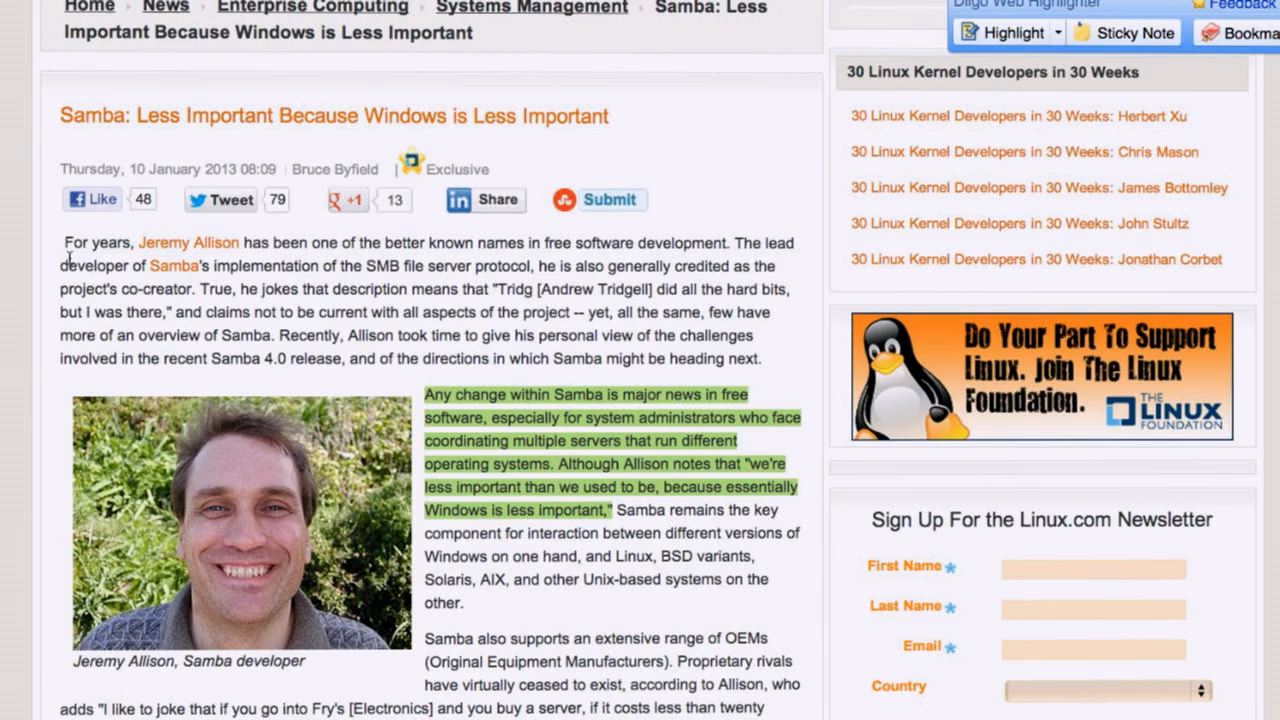 Home News Enterprise Computing Systems Management Samba: Less
Important Because Windows is Less Important
Diigo Web Highlighter
Feedback
Highlight Sticky Note Bookma
Samba: Less Important Because Windows is Less Important
Thursday, 10 January 2013 08:09 | Bruce Byfield | Exclusive
Like 48 Tweet 79 +1 13 Share Submit
For years, Jeremy Allison has been one of the better known names in free software development. The lead
developer of Samba's implementation of the SMB file server protocol, he is also generally credited as the
project's co-creator. True, he jokes that description means that "Tridg [Andrew Tridgell] did all the hard bits,
but I was there," and claims not to be current with all aspects of the project -- yet, all the same, few have
more of an overview of Samba. Recently, Allison took time to give his personal view of the challenges
involved in the recent Samba 4.0 release, and of the directions in which Samba might be heading next.
Any change within Samba is major news in free
software, especially for system administrators who face
coordinating multiple servers that run different
operating systems. Although Allison notes that "we're
less important than we used to be, because essentially
Windows is less important," Samba remains the key
component for interaction between different versions of
Windows on one hand, and Linux, BSD variants,
Solaris, AIX, and other Unix-based systems on the
other.
Jeremy Allison, Samba developer
Samba also supports an extensive range of OEMs
(Original Equipment Manufacturers). Proprietary rivals
have virtually ceased to exist, according to Allison, who
adds "I like to joke that if you go into Fry's [Electronics] and you buy a server, if it costs less than twenty
30 Linux Kernel Developers in 30 Weeks
30 Linux Kernel Developers in 30 Weeks: Herbert Xu
30 Linux Kernel Developers in 30 Weeks: Chris Mason
30 Linux Kernel Developers in 30 Weeks: James Bottomley
30 Linux Kernel Developers in 30 Weeks: John Stultz
30 Linux Kernel Developers in 30 Weeks: Jonathan Corbet
Do Your Part To Support
Linux. Join The Linux
Foundation.
THE
LINUX
FOUNDATION
Sign Up For the Linux.com Newsletter
First Name *
Last Name *
Email *
Country